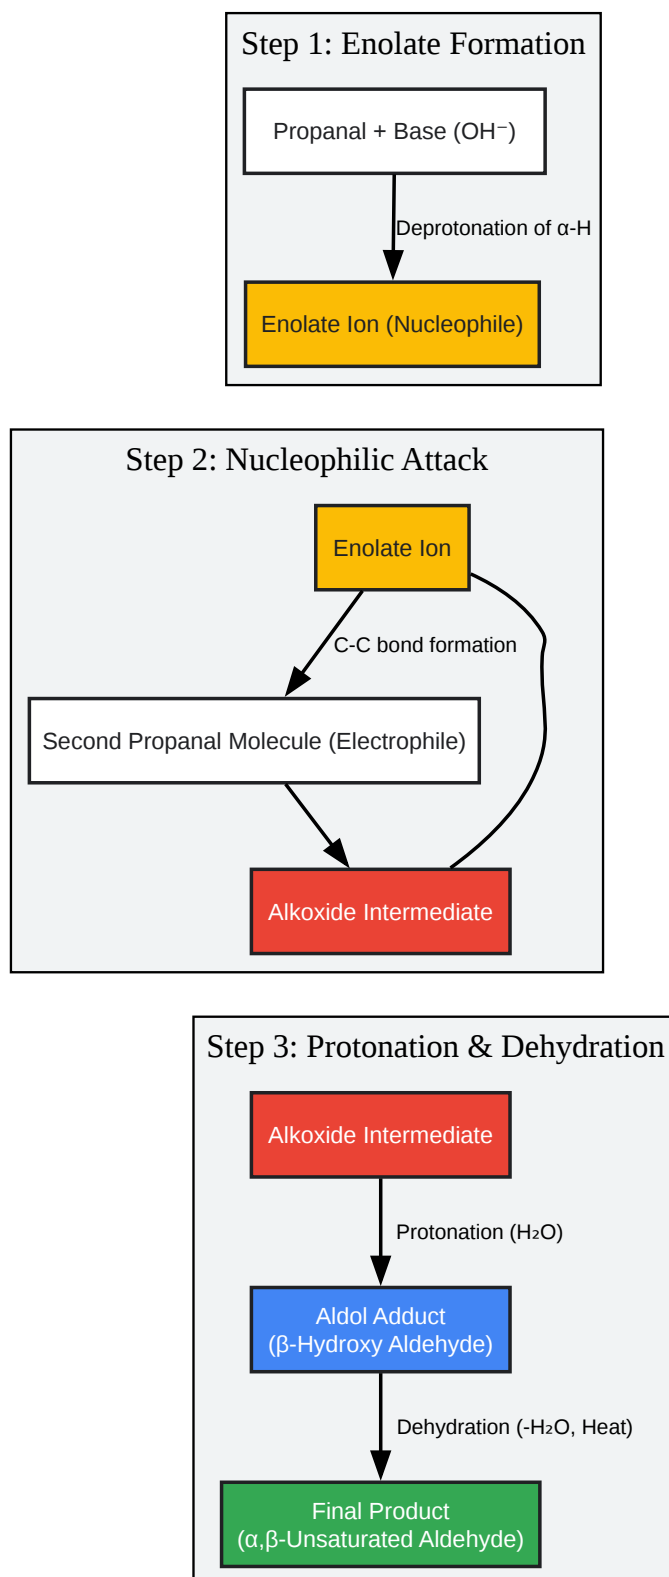 Step 1: Enolate Formation
Propanal + Base (OH⁻)
Deprotonation of α-H
Enolate Ion (Nucleophile)
Step 2: Nucleophilic Attack
Enolate Ion
C-C bond formation
Second Propanal Molecule (Electrophile)
Alkoxide Intermediate
Step 3: Protonation & Dehydration
Alkoxide Intermediate
Protonation (H₂O)
Aldol Adduct
(β-Hydroxy Aldehyde)
Dehydration (-H₂O, Heat)
Final Product
(α,β-Unsaturated Aldehyde)